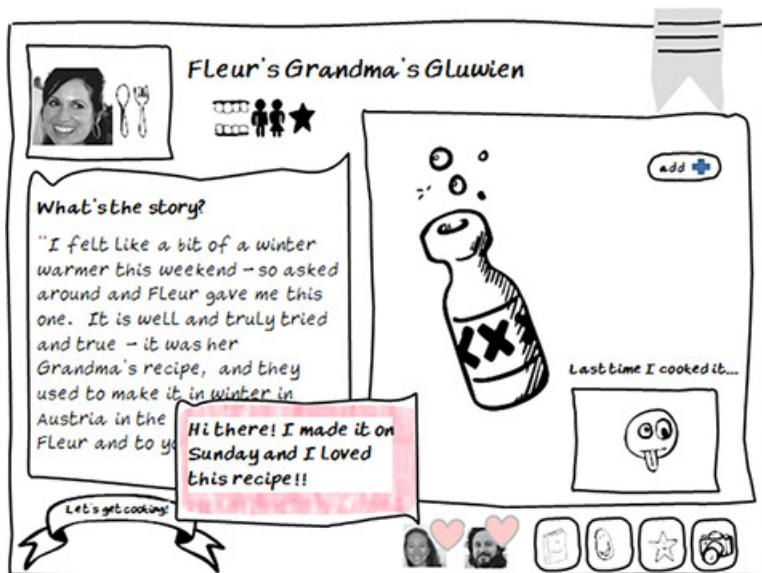 Fleur's Grandma's Gluwien
add
What's the story?
"I felt like a bit of a winter
warmer this weekend – so asked
around and Fleur gave me this
one. It is well and truly tried
and true – it was her
Grandma's recipe, and they
used to make it in winter in
Austria in the
Fleur and to
Hi there! I made it on
Sunday and I Loved
this recipe!!
XX
Last time I cooked it...
Let's get cooking!